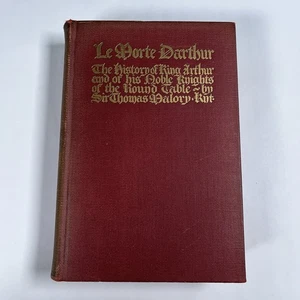 Le Morte Darthur
The History of King Arthur
and of his Noble Knights
of the Round Table ~ by
Sir Thomas Malory · Knt ·